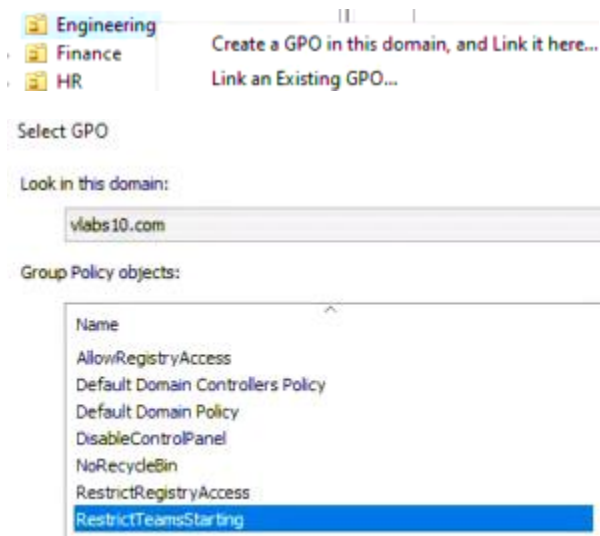 Engineering
Finance
HR
Create a GPO in this domain, and Link it here...
Link an Existing GPO...
Select GPO
Look in this domain:
vlabs10.com
Group Policy objects:
Name
AllowRegistryAccess
Default Domain Controllers Policy
Default Domain Policy
DisableControlPanel
NoRecycleBin
RestrictRegistryAccess
RestrictTeamsStarting